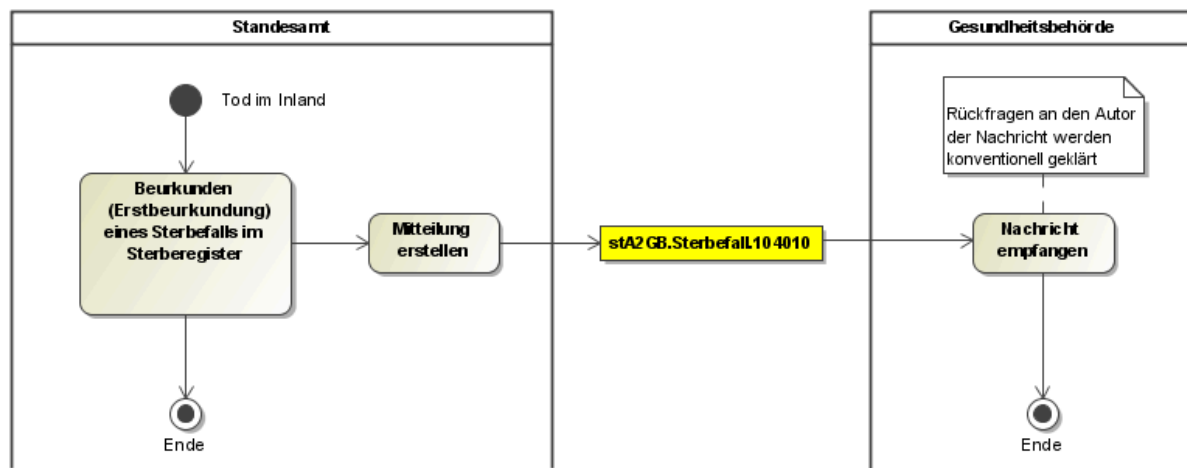 Standesamt
Gesundheitsbehörde
Tod im Inland
Rückfragen an den Autor
der Nachricht werden
konventionell geklärt
Beurkunden
(Erstbeurkundung)
eines Sterbefalls im
Sterberegister
Mitteilung
erstellen
stA2GB.Sterbefall.104010
Nachricht
empfangen
Ende
Ende